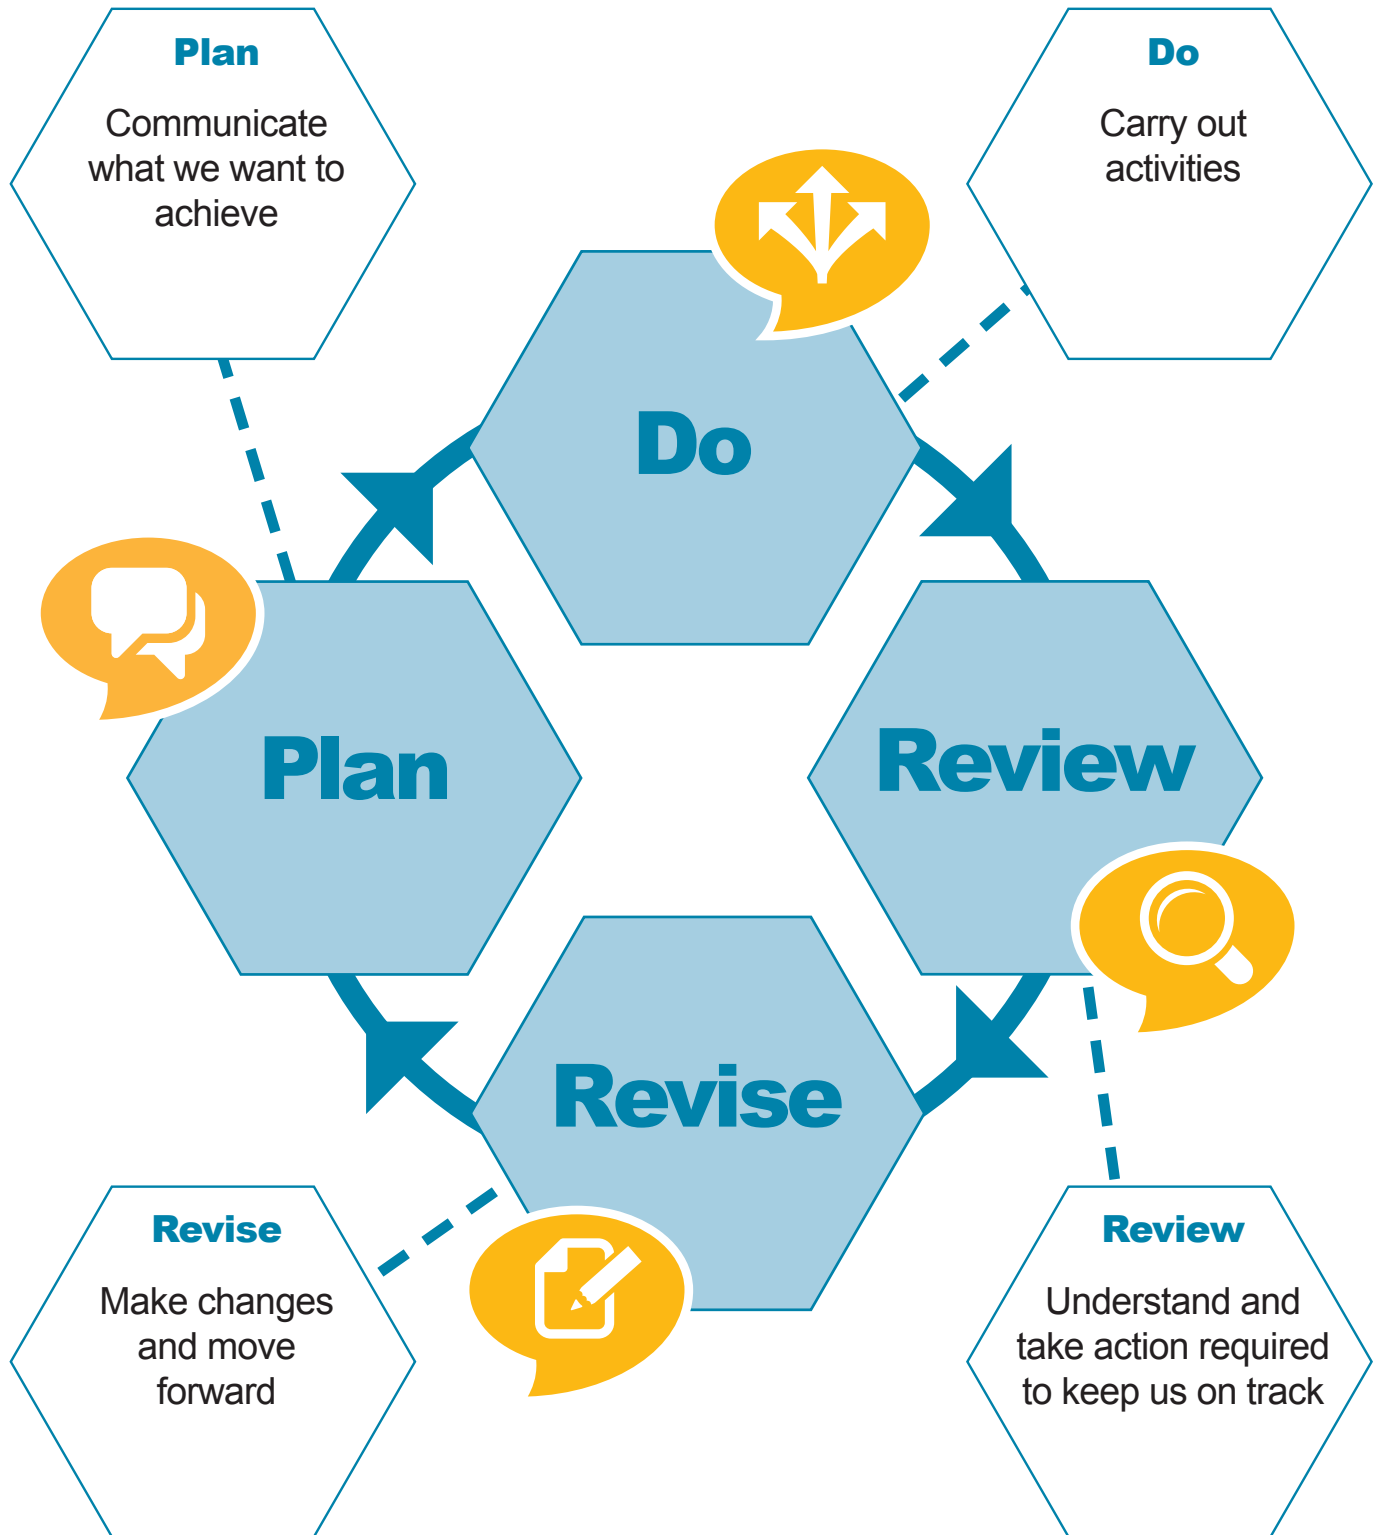 Plan
Communicate
what we want to
achieve
Do
Carry out
activities
Do
Plan
Review
Revise
Revise
Make changes
and move
forward
Review
Understand and
take action required
to keep us on track